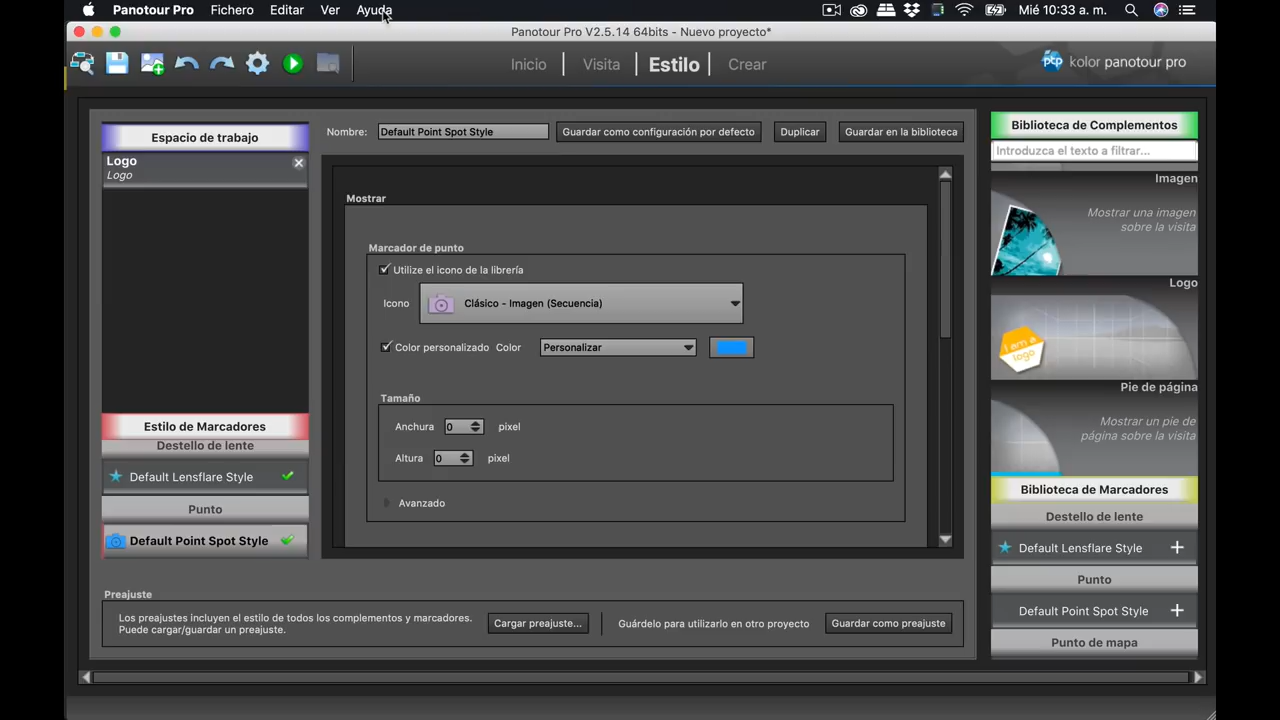 Panotour Pro Fichero Editar Ver Ayuda Mié 10:33 a. m.
Panotour Pro V2.5.14 64bits - Nuevo proyecto*
Inicio Visita Estilo Crear
ptp kolor panotour pro
Espacio de trabajo
Logo
Logo
Estilo de Marcadores
Destello de lente
Default Lensflare Style
Punto
Default Point Spot Style
Nombre: Default Point Spot Style Guardar como configuración por defecto Duplicar Guardar en la biblioteca
Mostrar
Marcador de punto
Utilize el icono de la librería
Icono Clásico - Imagen (Secuencia)
Color personalizado Color Personalizar
Tamaño
Anchura 0 pixel
Altura 0 pixel
Avanzado
Preajuste
Los preajustes incluyen el estilo de todos los complementos y marcadores.
Puede cargar/guardar un preajuste.
Cargar preajuste...
Guárdelo para utilizarlo en otro proyecto
Guardar como preajuste
Biblioteca de Complementos
Introduzca el texto a filtrar...
Imagen
Mostrar una imagen
sobre la visita
Logo
I am a
logo
Pie de página
Mostrar un pie de
página sobre la visita
Biblioteca de Marcadores
Destello de lente
Default Lensflare Style
Punto
Default Point Spot Style
Punto de mapa